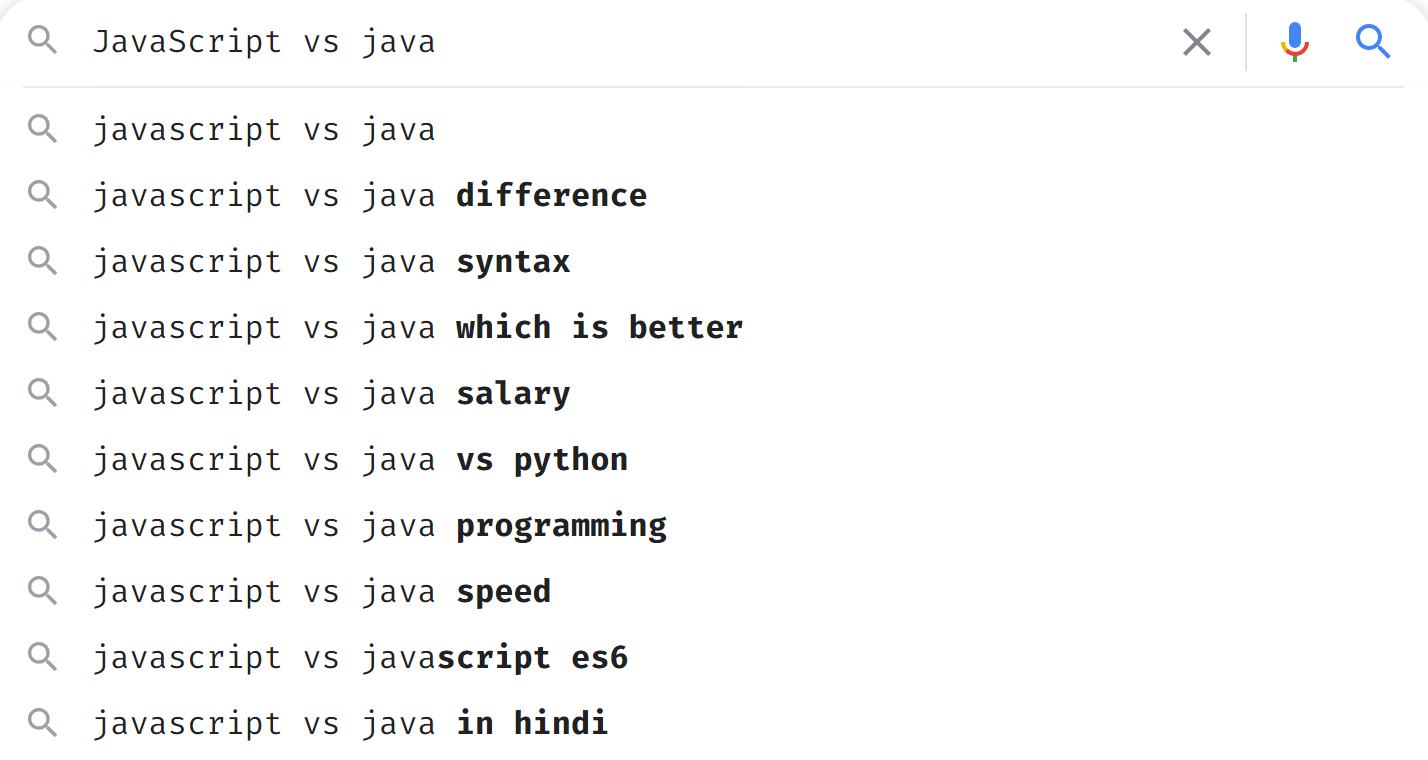 JavaScript vs java
javascript vs java
javascript vs java difference
javascript vs java syntax
javascript vs java which is better
javascript vs java salary
javascript vs java vs python
javascript vs java programming
javascript vs java speed
javascript vs javascript es6
javascript vs java in hindi